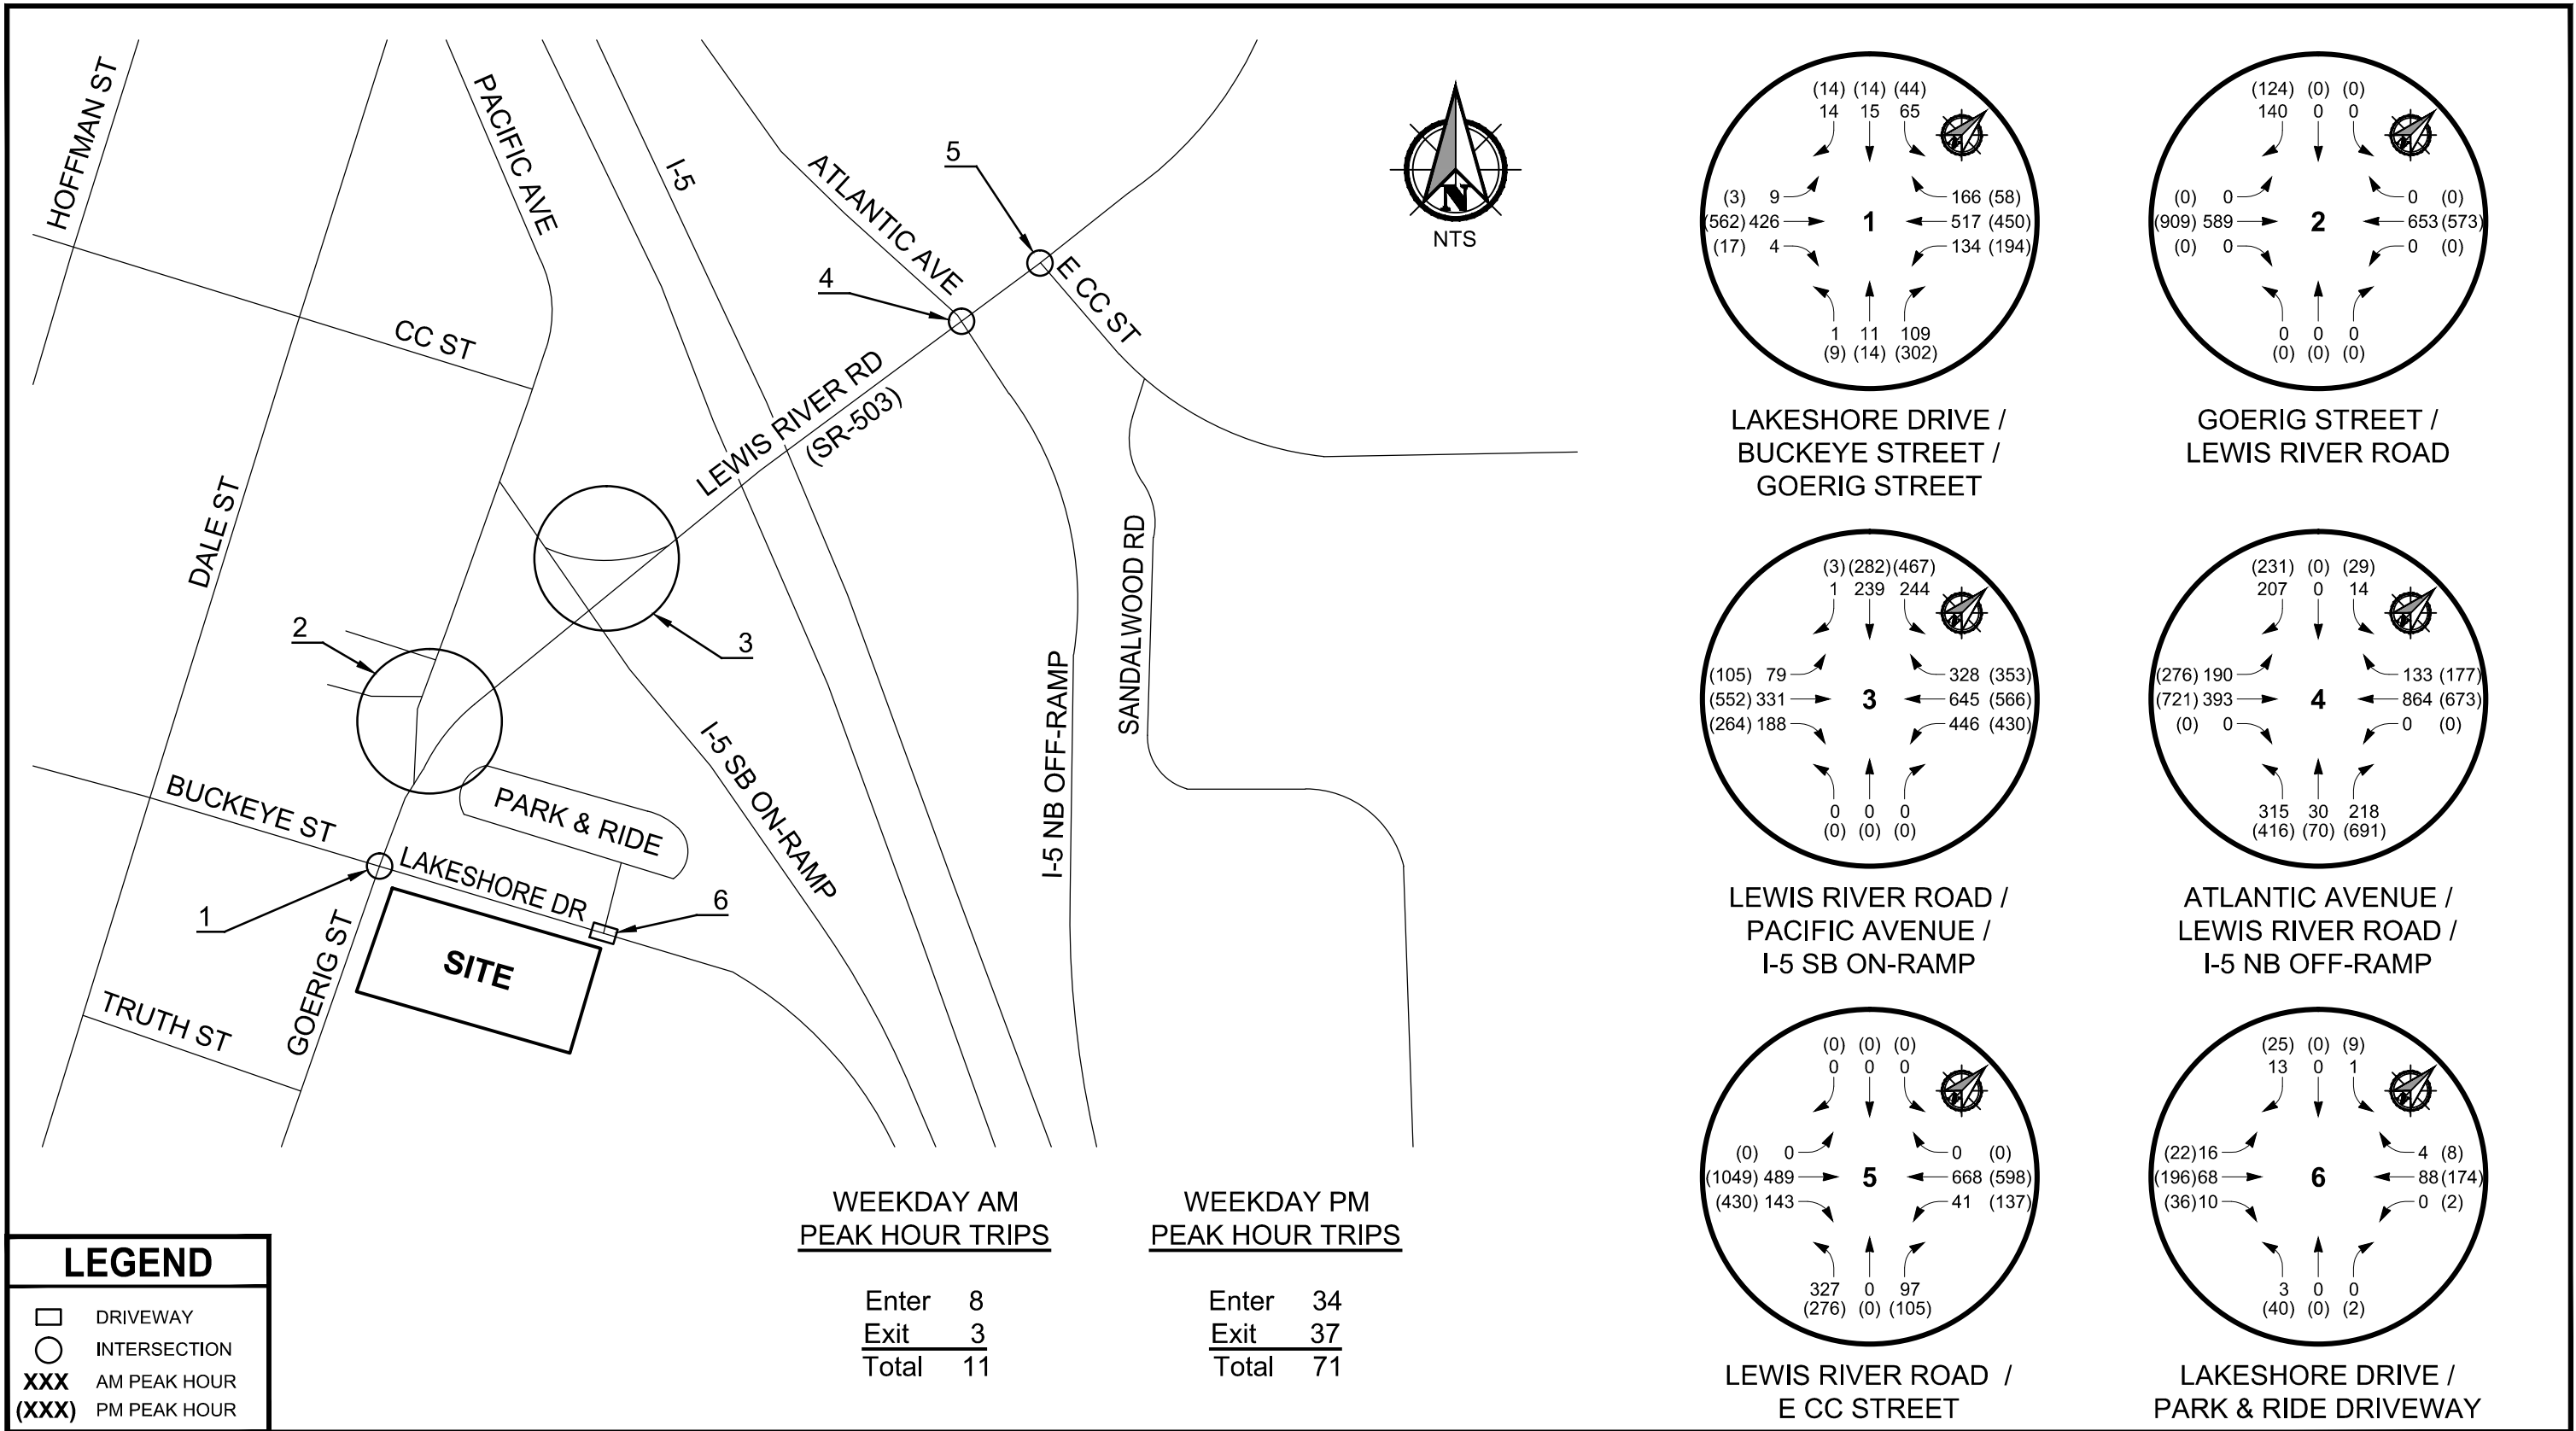 HOFFMAN ST
PACIFIC AVE
I-5
ATLANTIC AVE
5
E CC ST
4
N
NTS
CC ST
LEWIS RIVER RD
(SR-503)
DALE ST
2
3
SANDALWOOD RD
I-5 NB OFF-RAMP
I-5 SB ON-RAMP
BUCKEYE ST
PARK & RIDE
LAKESHORE DR
1
6
SITE
GOERIG ST
TRUTH ST
(14) (14) (44)
14 15 65
(3) 9 166 (58)
(562) 426 1 517 (450)
(17) 4 134 (194)
1 11 109
(9) (14) (302)
LAKESHORE DRIVE /
BUCKEYE STREET /
GOERIG STREET
(124) (0) (0)
140 0 0
(0) 0 0 (0)
(909) 589 2 653 (573)
(0) 0 0 (0)
0 0 0
(0) (0) (0)
GOERIG STREET /
LEWIS RIVER ROAD
(3) (282) (467)
1 239 244
(105) 79 328 (353)
(552) 331 3 645 (566)
(264) 188 446 (430)
0 0 0
(0) (0) (0)
LEWIS RIVER ROAD /
PACIFIC AVENUE /
I-5 SB ON-RAMP
(231) (0) (29)
207 0 14
(276) 190 133 (177)
(721) 393 4 864 (673)
(0) 0 0 (0)
315 30 218
(416) (70) (691)
ATLANTIC AVENUE /
LEWIS RIVER ROAD /
I-5 NB OFF-RAMP
(0) (0) (0)
0 0 0
(0) 0 0 (0)
(1049) 489 5 668 (598)
(430) 143 41 (137)
327 0 97
(276) (0) (105)
LEWIS RIVER ROAD /
E CC STREET
(25) (0) (9)
13 0 1
(22) 16 4 (8)
(196) 68 6 88 (174)
(36) 10 0 (2)
3 0 0
(40) (0) (2)
LAKESHORE DRIVE /
PARK & RIDE DRIVEWAY
WEEKDAY AM
PEAK HOUR TRIPS
Enter 8
Exit 3
Total 11
WEEKDAY PM
PEAK HOUR TRIPS
Enter 34
Exit 37
Total 71
LEGEND
DRIVEWAY
INTERSECTION
XXX AM PEAK HOUR
(XXX) PM PEAK HOUR